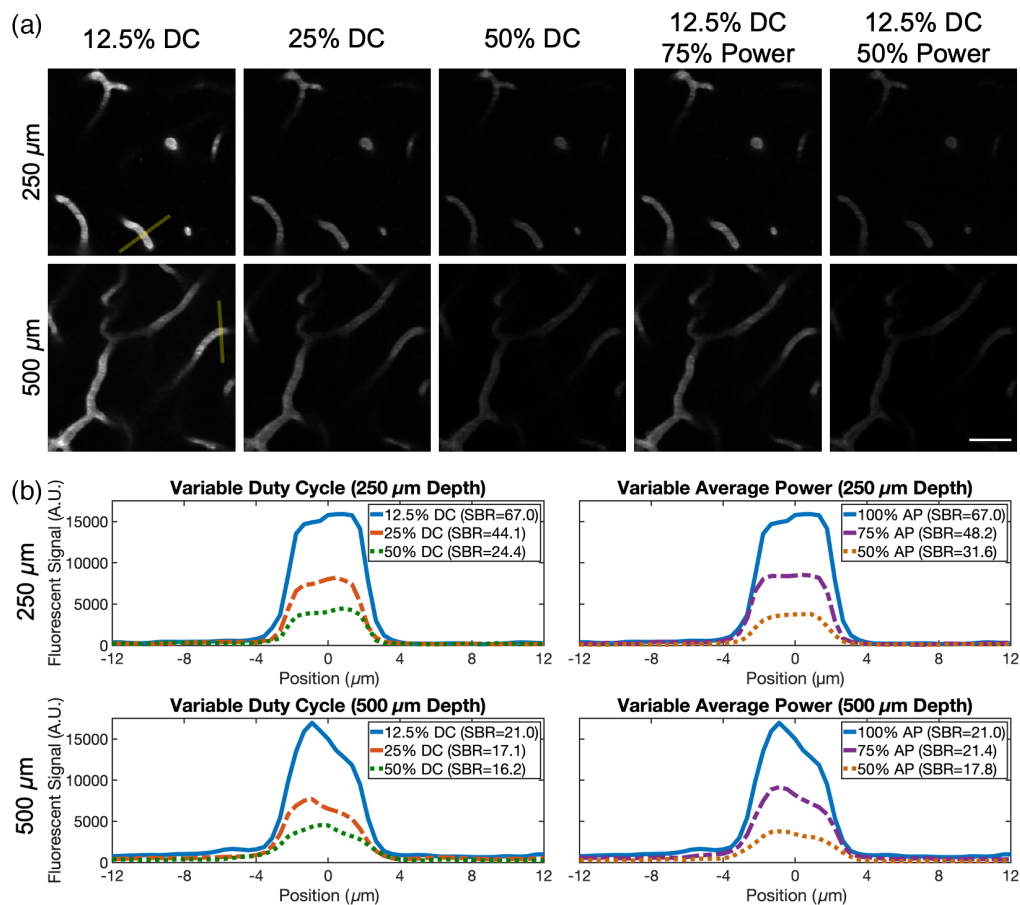 (a)
12.5% DC
25% DC
50% DC
12.5% DC
75% Power
12.5% DC
50% Power
250 µm
500 µm
(b)
250 µm
Variable Duty Cycle (250 µm Depth)
Fluorescent Signal (A.U.)
15000
10000
5000
0
12.5% DC (SBR=67.0)
25% DC (SBR=44.1)
50% DC (SBR=24.4)
-12 -8 -4 0 4 8 12
Position (µm)
Variable Average Power (250 µm Depth)
100% AP (SBR=67.0)
75% AP (SBR=48.2)
50% AP (SBR=31.6)
-12 -8 -4 0 4 8 12
Position (µm)
500 µm
Variable Duty Cycle (500 µm Depth)
Fluorescent Signal (A.U.)
15000
10000
5000
0
12.5% DC (SBR=21.0)
25% DC (SBR=17.1)
50% DC (SBR=16.2)
-12 -8 -4 0 4 8 12
Position (µm)
Variable Average Power (500 µm Depth)
100% AP (SBR=21.0)
75% AP (SBR=21.4)
50% AP (SBR=17.8)
-12 -8 -4 0 4 8 12
Position (µm)